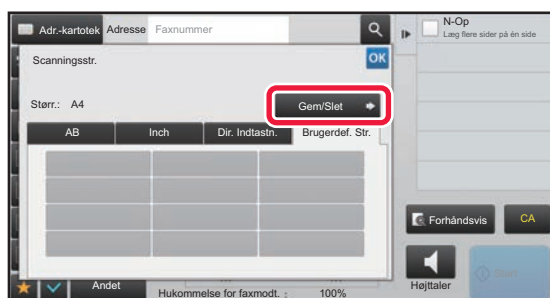 Adr.-kartotek Adresse Faxnummer
N-Op
Læg flere sider på én side
Scanningsstr.
OK
Størr.: A4
Gem/Slet
AB Inch Dir. Indtastn. Brugerdef. Str.
Forhåndsvis CA
Andet
Hukommelse for faxmodt. : 100%
Højttaler
Start